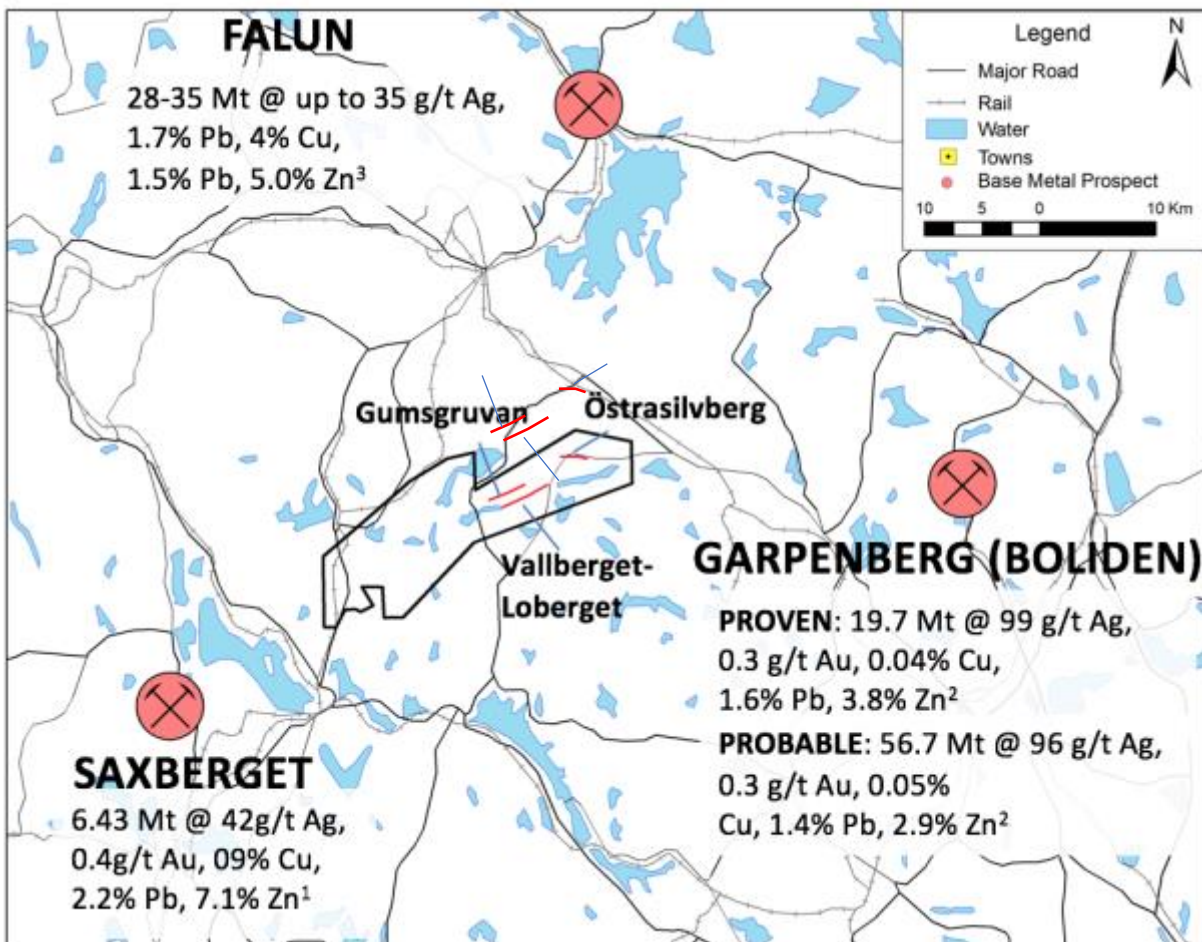 FALUN
28-35 Mt @ up to 35 g/t Ag,
1.7% Pb, 4% Cu,
1.5% Pb, 5.0% Zn³
Legend
N
Major Road
Rail
Water
Towns
Base Metal Prospect
10 5 0 10 Km
Gumsgruvan
Östrasilvberg
Vallberget-
Loberget
GARPENBERG (BOLIDEN)
PROVEN: 19.7 Mt @ 99 g/t Ag,
0.3 g/t Au, 0.04% Cu,
1.6% Pb, 3.8% Zn²
PROBABLE: 56.7 Mt @ 96 g/t Ag,
0.3 g/t Au, 0.05%
Cu, 1.4% Pb, 2.9% Zn²
SAXBERGET
6.43 Mt @ 42g/t Ag,
0.4g/t Au, 09% Cu,
2.2% Pb, 7.1% Zn¹